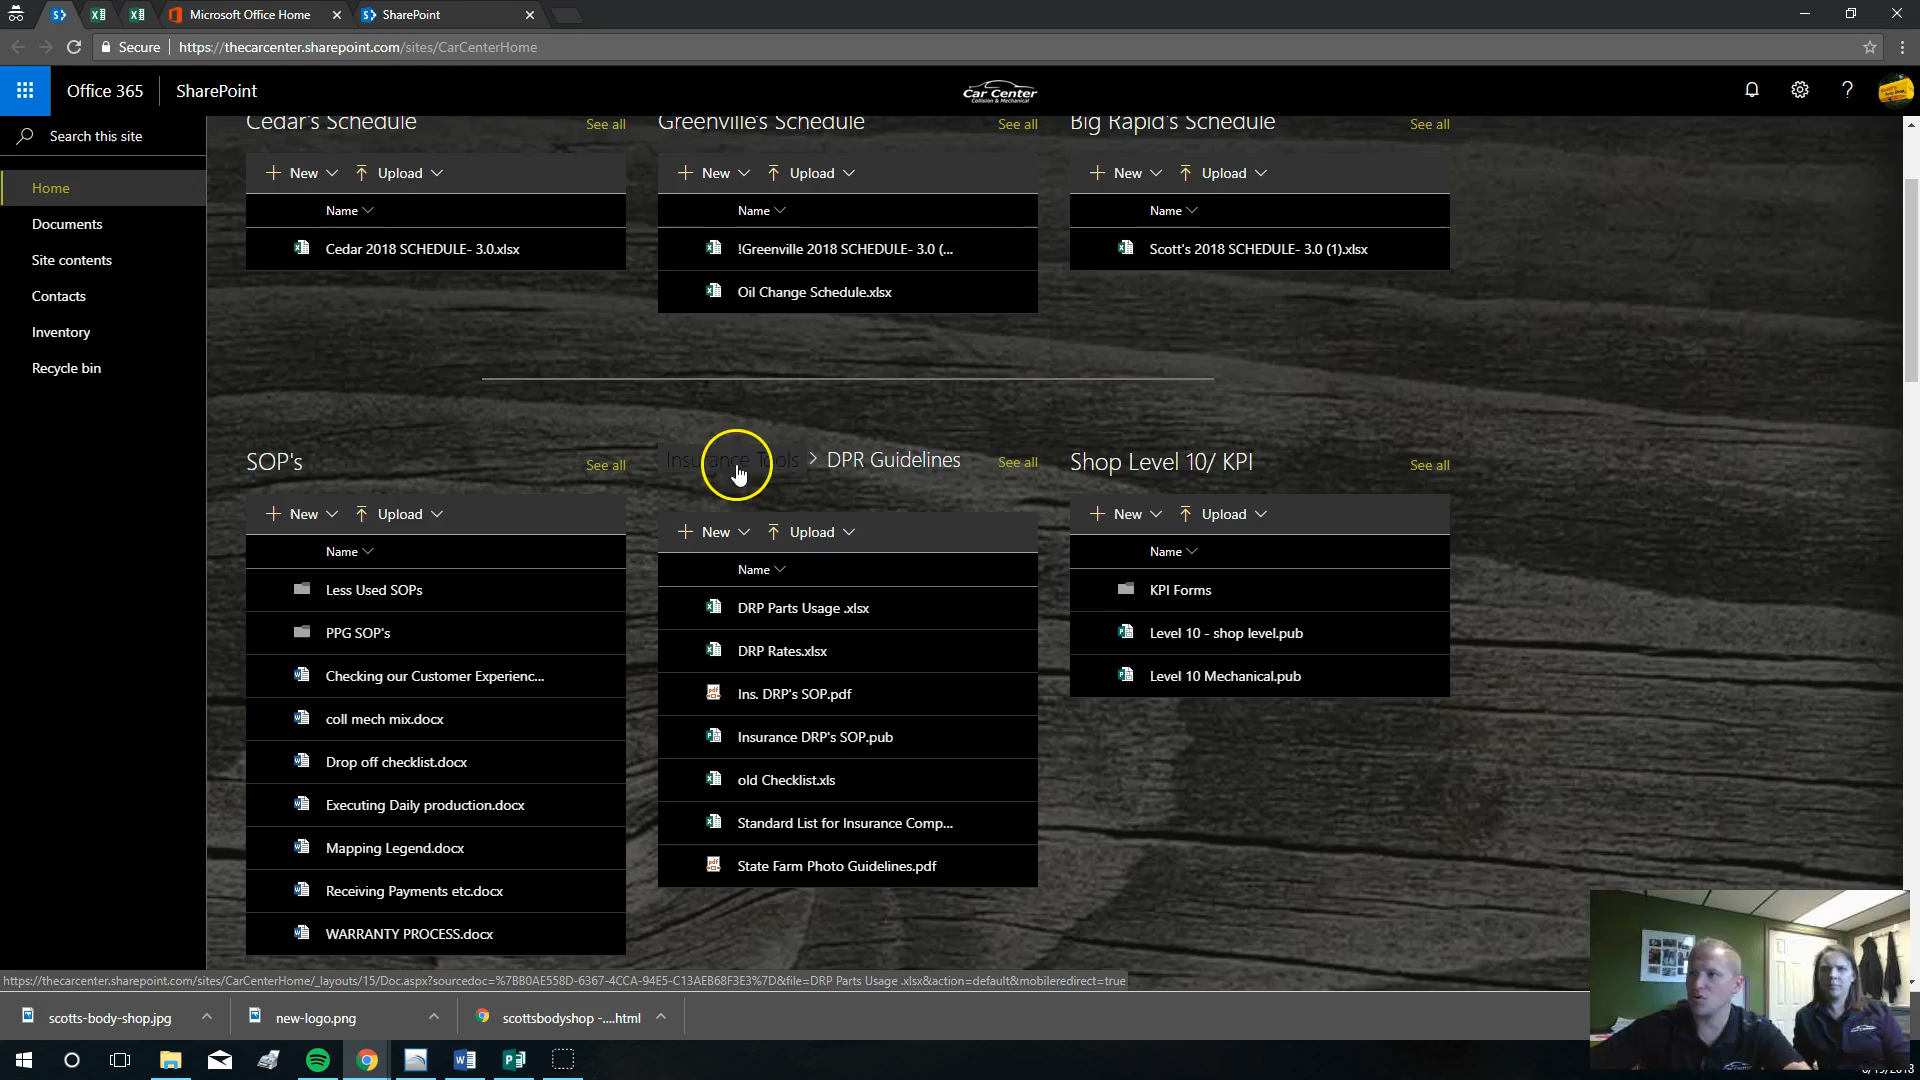 Microsoft Office Home
SharePoint
Secure https://thecarcenter.sharepoint.com/sites/CarCenterHome
Office 365 SharePoint
Car Center
Collision & Mechanical
Search this site
Home
Documents
Site contents
Contacts
Inventory
Recycle bin
Cedar's Schedule See all
New Upload
Name
Cedar 2018 SCHEDULE- 3.0.xlsx
Greenville's Schedule See all
New Upload
Name
!Greenville 2018 SCHEDULE- 3.0 (...
Oil Change Schedule.xlsx
Big Rapid's Schedule See all
New Upload
Name
Scott's 2018 SCHEDULE- 3.0 (1).xlsx
SOP's See all
New Upload
Name
Less Used SOPs
PPG SOP's
Checking our Customer Experienc...
coll mech mix.docx
Drop off checklist.docx
Executing Daily production.docx
Mapping Legend.docx
Receiving Payments etc.docx
WARRANTY PROCESS.docx
Insurance Tools > DPR Guidelines See all
New Upload
Name
DRP Parts Usage .xlsx
DRP Rates.xlsx
Ins. DRP's SOP.pdf
Insurance DRP's SOP.pub
old Checklist.xls
Standard List for Insurance Comp...
State Farm Photo Guidelines.pdf
Shop Level 10/ KPI See all
New Upload
Name
KPI Forms
Level 10 - shop level.pub
Level 10 Mechanical.pub
https://thecarcenter.sharepoint.com/sites/CarCenterHome/_layouts/15/Doc.aspx?sourcedoc=%7BB0AE558D-6367-4CCA-94E5-C13AEB68F3E3%7D&file=DRP Parts Usage .xlsx&action=default&mobileredirect=true
scotts-body-shop.jpg
new-logo.png
scottsbodyshop -....html